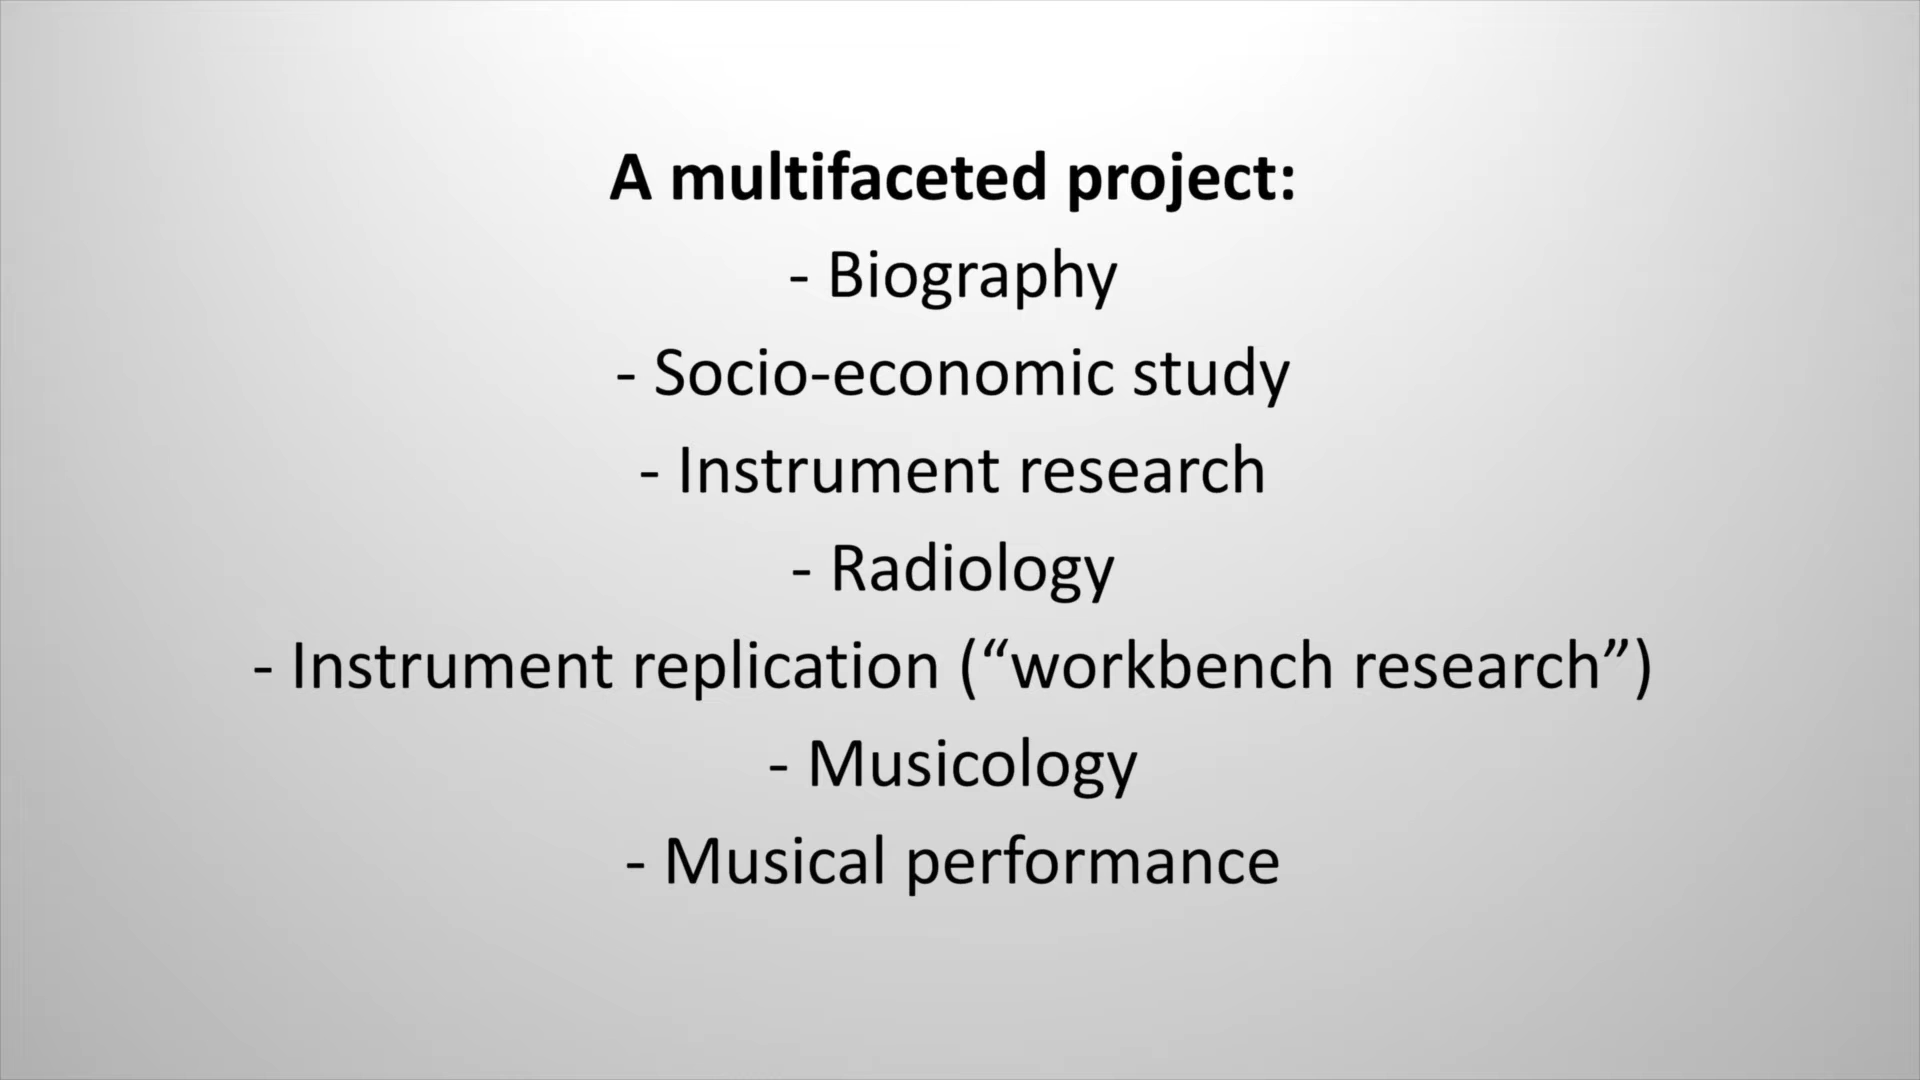 A multifaceted project:
- Biography
- Socio-economic study
- Instrument research
- Radiology
- Instrument replication (“workbench research”)
- Musicology
- Musical performance